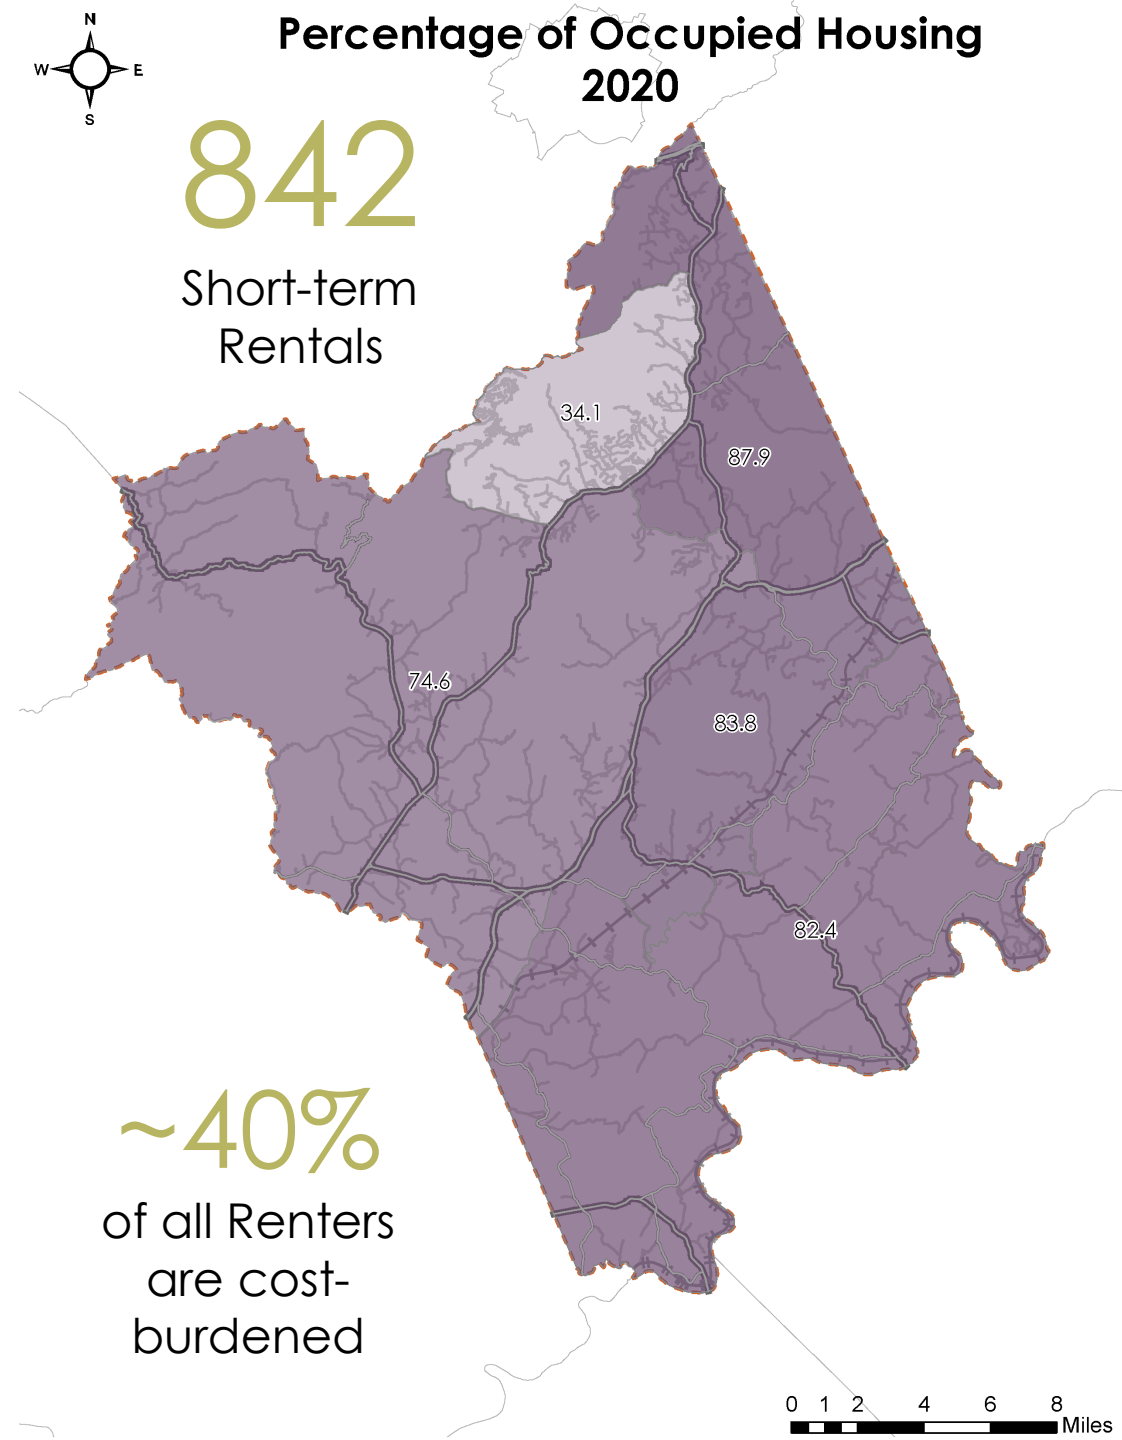 Percentage of Occupied Housing
2020
N
W E
S
842
Short-term
Rentals
34.1
87.9
74.6
83.8
82.4
~40%
of all Renters
are cost-
burdened
0 1 2 4 6 8
Miles